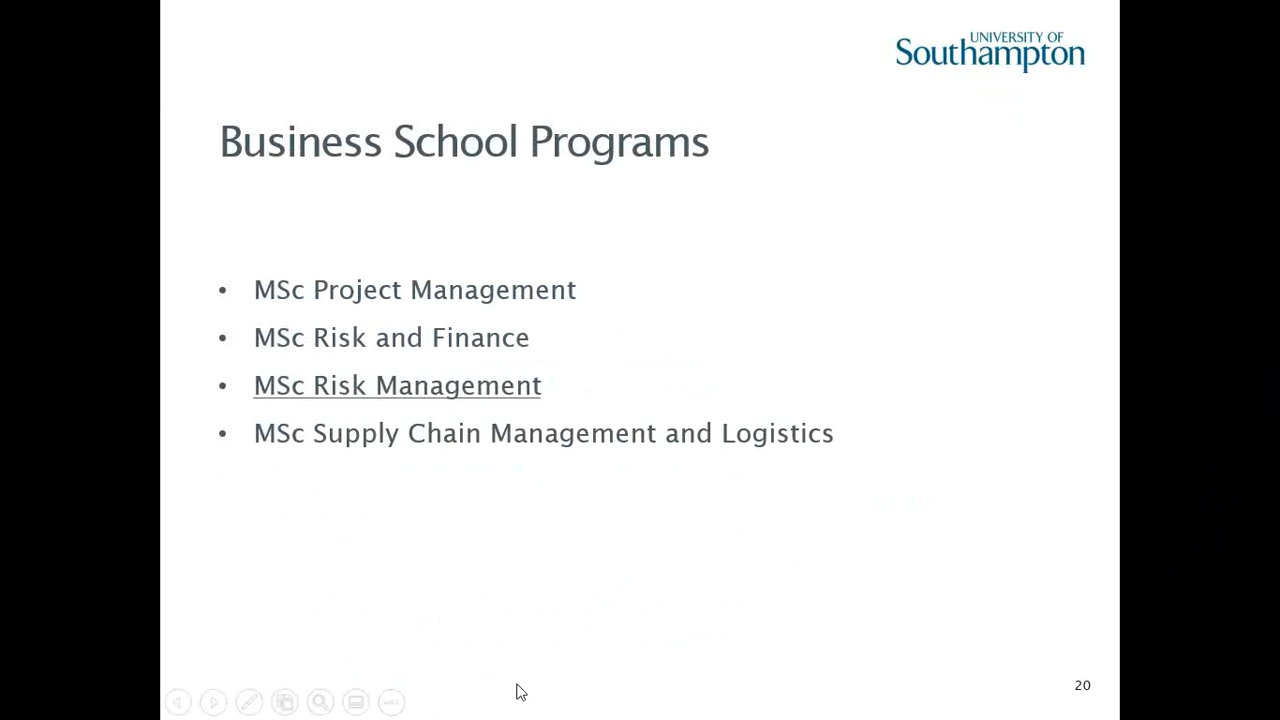 UNIVERSITY OF
Southampton
Business School Programs
• MSc Project Management
• MSc Risk and Finance
• MSc Risk Management
• MSc Supply Chain Management and Logistics
20